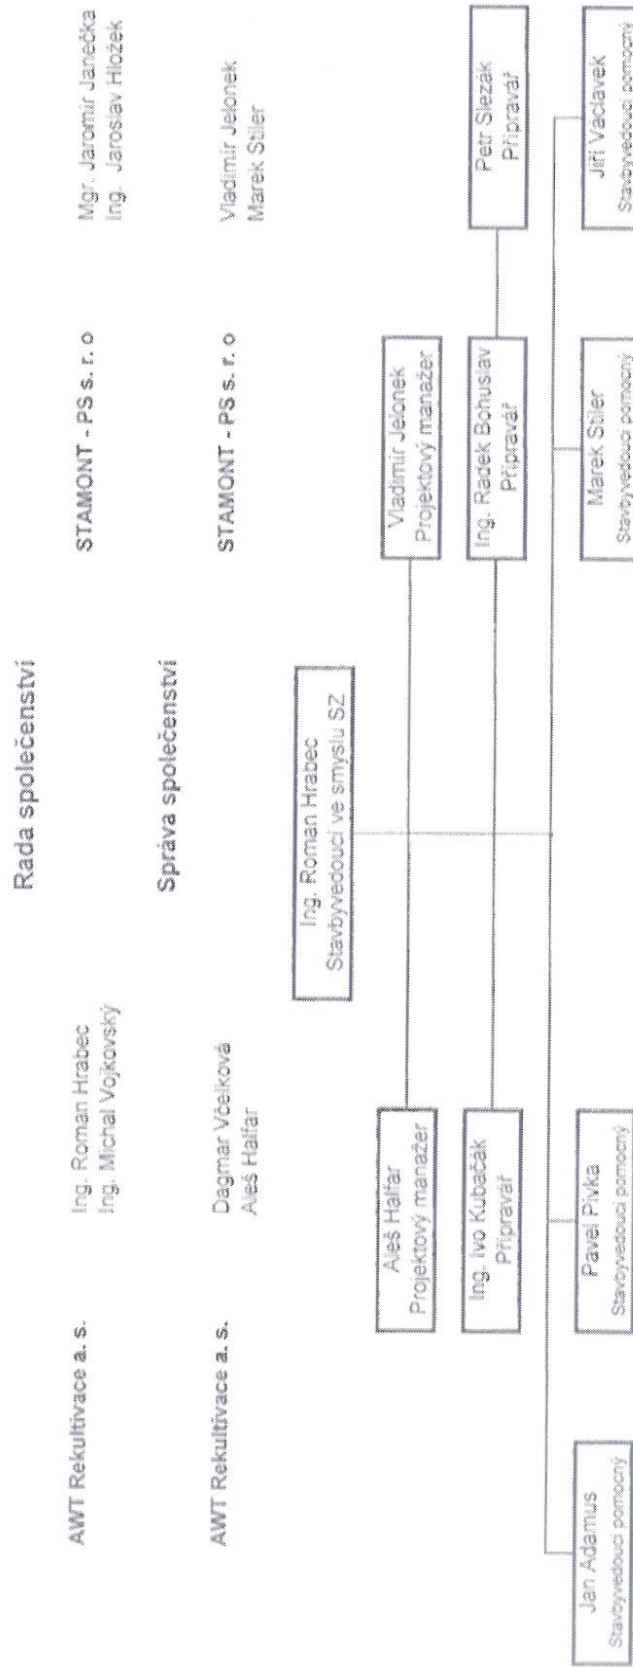 Rada společenství
AWT Rekultivace a. s.
Ing. Roman Hrabec
Ing. Michal Vojkovský
STAMONT - PS s. r. o
Mgr. Jaromír Janečka
Ing. Jaroslav Hložek
Správa společenství
AWT Rekultivace a. s.
Dagmar Včelková
Aleš Halfar
STAMONT - PS s. r. o
Vladimír Jelonek
Marek Stiler
Ing. Roman Hrabec
Stavbyvedoucí ve smyslu SZ
Aleš Halfar
Projektový manažer
Vladimír Jelonek
Projektový manažer
Ing. Ivo Kubačák
Přípravář
Ing. Radek Bohuslav
Přípravář
Petr Slezák
Přípravář
Jan Adamus
Stavbyvedoucí pomocný
Pavel Pivka
Stavbyvedoucí pomocný
Marek Stiler
Stavbyvedoucí pomocný
Jiří Václavek
Stavbyvedoucí pomocný